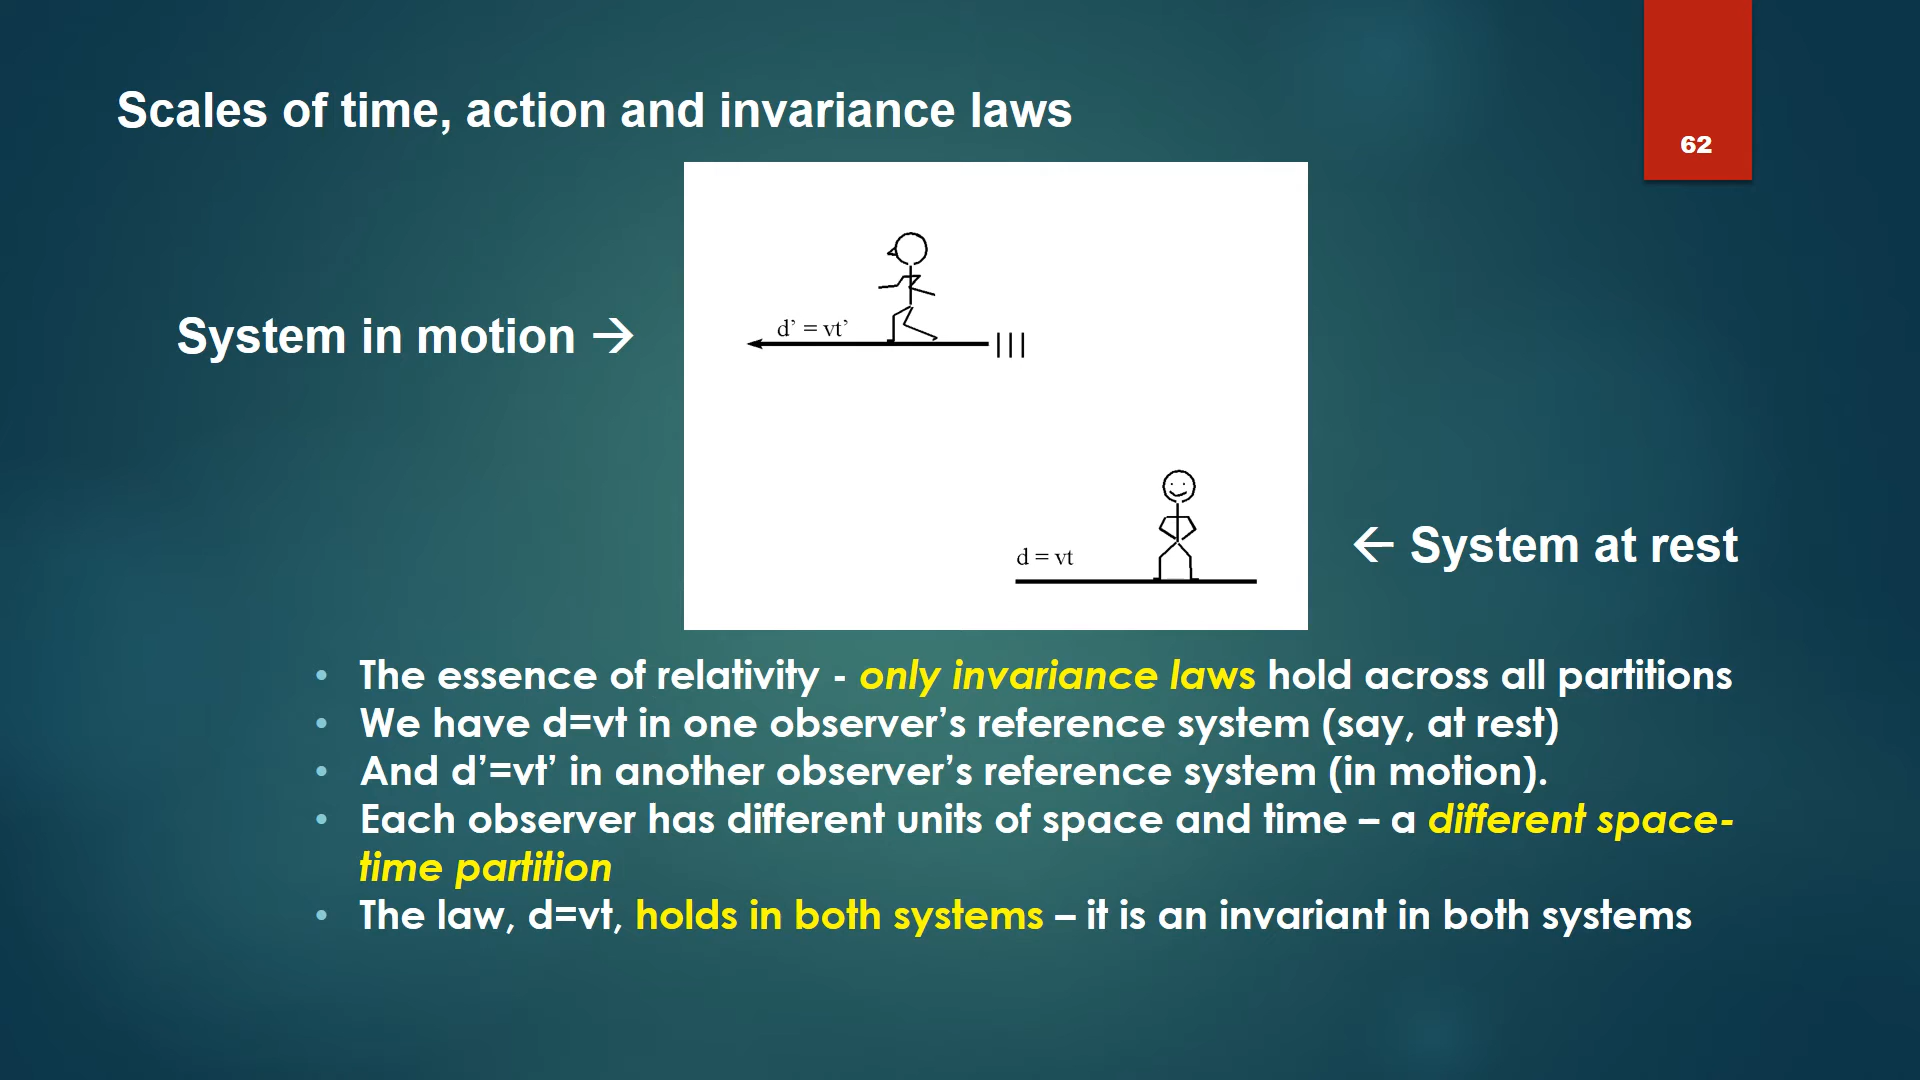 Scales of time, action and invariance laws
62
System in motion →
d’ = vt’
d = vt
← System at rest
• The essence of relativity - only invariance laws hold across all partitions
• We have d=vt in one observer’s reference system (say, at rest)
• And d’=vt’ in another observer’s reference system (in motion).
• Each observer has different units of space and time – a different space-
time partition
• The law, d=vt, holds in both systems – it is an invariant in both systems